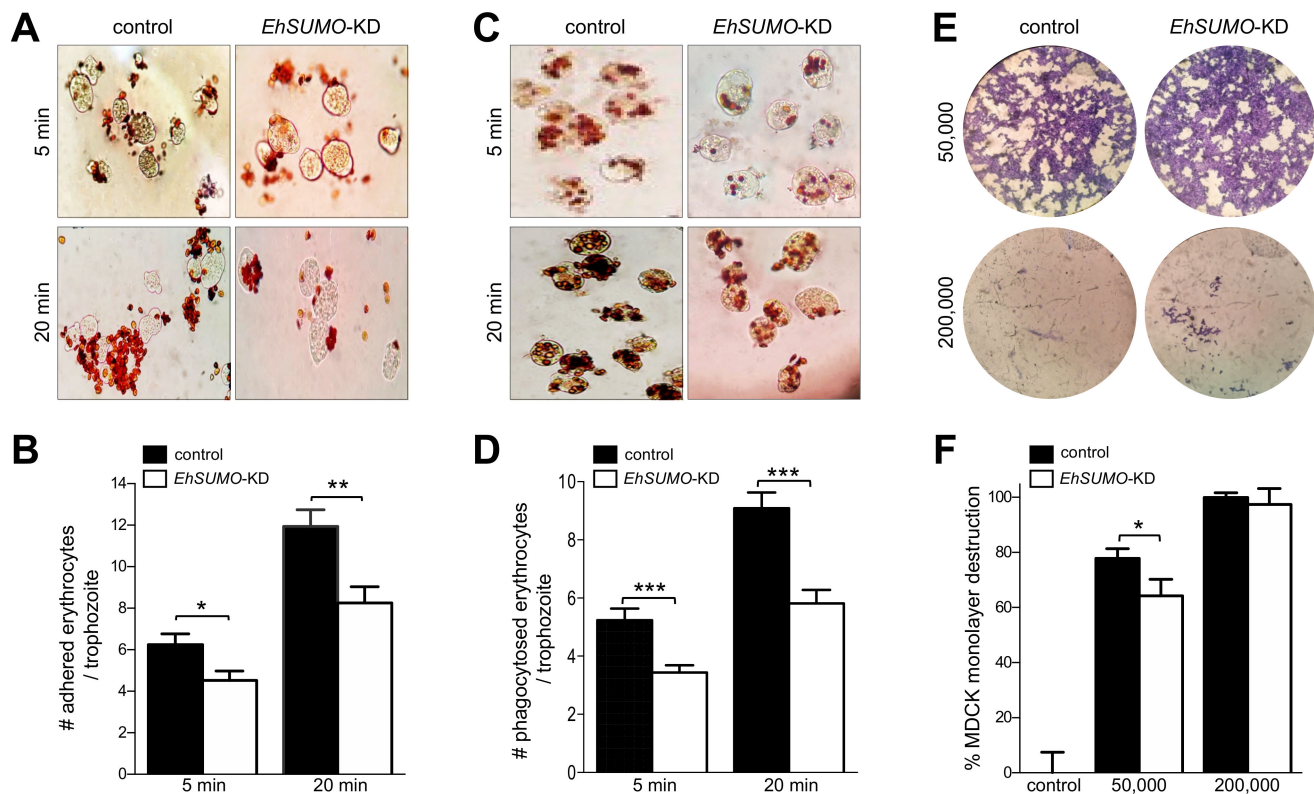 A
control
EhSUMO-KD
5 min
20 min
C
control
EhSUMO-KD
5 min
20 min
E
control
EhSUMO-KD
50,000
200,000
B
control
EhSUMO-KD
# adhered erythrocytes
/ trophozoite
14
12
10
8
6
4
2
0
*
**
5 min
20 min
D
control
EhSUMO-KD
# phagocytosed erythrocytes
/ trophozoite
10
8
6
4
2
0
***
***
5 min
20 min
F
control
EhSUMO-KD
% MDCK monolayer destruction
100
80
60
40
20
0
*
control
50,000
200,000